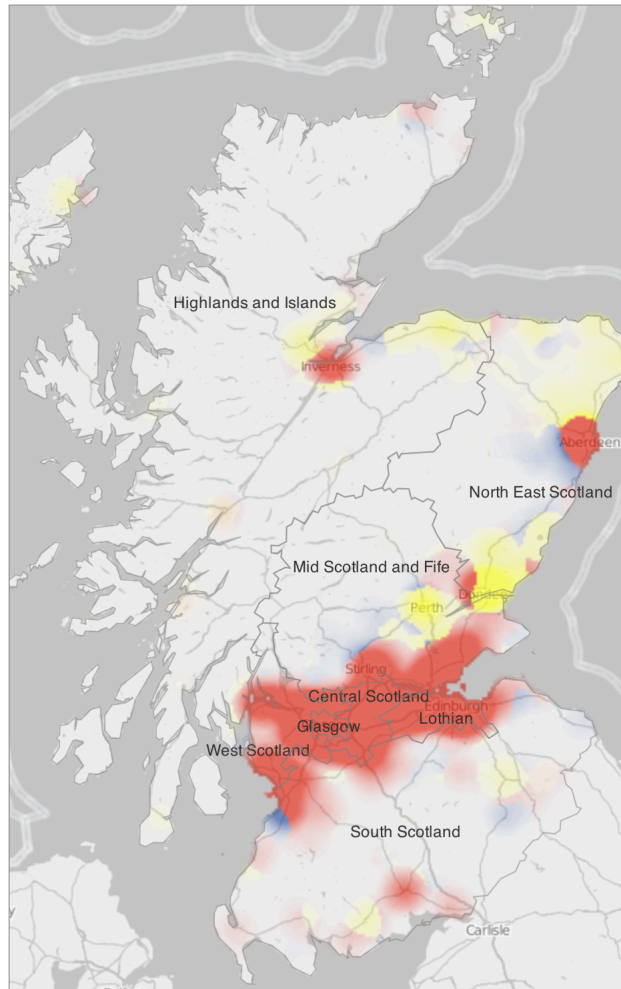 Highlands and Islands
Inverness
Aberdeen
North East Scotland
Mid Scotland and Fife
Dundee
Perth
Stirling
Central Scotland
Edinburgh
Lothian
Glasgow
West Scotland
South Scotland
Carlisle